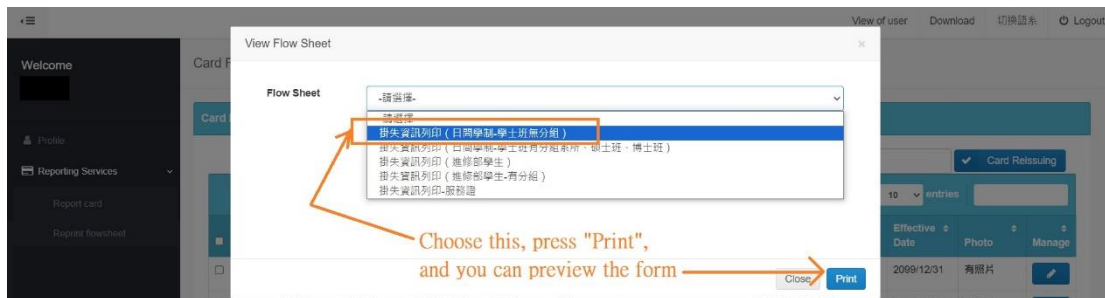 View of user Download 切換語系 Logout
Welcome
Card F
View Flow Sheet ×
Flow Sheet
-請選擇-
-請選擇-
掛失資訊列印（日間學制-學士班無分組）
掛失資訊列印（日間學制-學士班有分組系所、碩士班、博士班）
掛失資訊列印（進修部學生）
掛失資訊列印（進修部學生-有分組）
掛失資訊列印-服務證
Card
Profile
Reporting Services
Report card
Reprint flowsheet
Card Reissuing
10 entries
Effective Date
Photo
Manage
2099/12/31 有照片
Choose this, press "Print",
and you can preview the form
Close Print